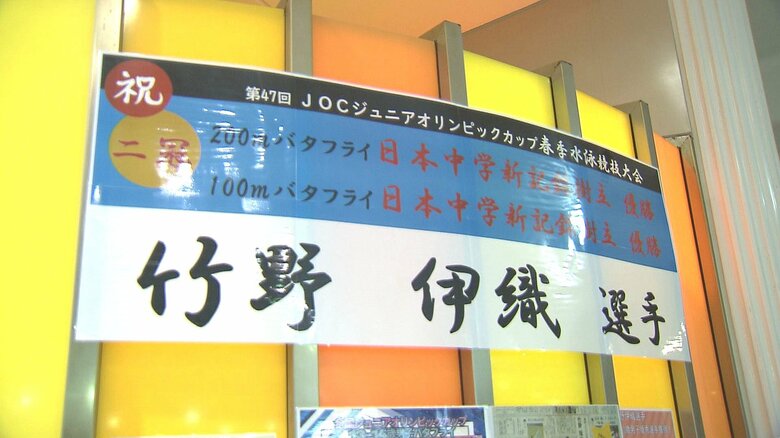 祝
第47回 JOCジュニアオリンピックカップ春季水泳競技大会
二冠
200mバタフライ 日本中学新記録樹立 優勝
100mバタフライ 日本中学新記録樹立 優勝
竹野 伊織 選手